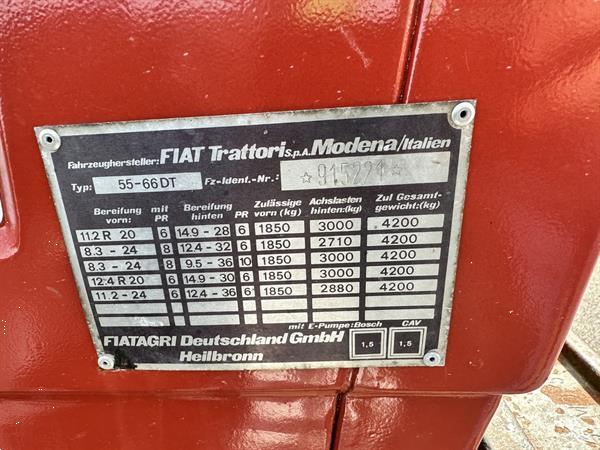 Fahrzeughersteller: FIAT Trattori S.p.A. Modena/Italien
Typ: 55-66 DT Fz-Ident.-Nr.: ☆915221☆
Bereifung vorn: mit PR Bereifung hinten PR Zulässige vorn (kg) Achslasten hinten:(kg) Zul Gesamt- gewicht:(kg)
11.2 R 20 6 14.9 - 28 6 1850 3000 4200
8.3 - 24 8 12.4 - 32 6 1850 2710 4200
8.3 - 24 8 9.5 - 36 10 1850 3000 4200
12.4 R 20 6 14.9 - 30 6 1850 3000 4200
11.2 - 24 6 12.4 - 36 6 1850 2880 4200
mit E-Pumpe: Bosch CAV
FIATAGRI Deutschland GmbH 1,5 1,5
Heilbronn